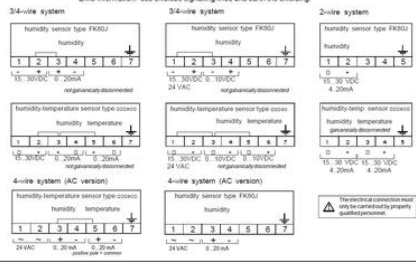 3/4-wire system
humidity sensor type FK80J
humidity
1 2 3 4 5 6 7
- + + -
15...30VDC 0...20mA
not galvanically disconnected
humidity-temperature sensor type
humidity temperature
1 2 3 4 5 6 7
15...30VDC 0...20mA 0...20mA
not galvanically disconnected
4-wire system (AC version)
humidity-temperature sensor type
humidity temperature
1 2 3 4 5 6 7
~ ~ + - + -
24 VAC 0...20 mA 0...20 mA
positive pole = common
3/4-wire system
humidity sensor type FK80J
humidity
1 2 3 4 5 6 7
- + + -
15...30VDC 0...10VDC
24 VAC
not galvanically disconnected
humidity-temperature sensor type
humidity temperature
1 2 3 4 5 6 7
15...30VDC 0...10VDC 0...10VDC
24 VAC
not galvanically disconnected
4-wire system (AC version)
humidity sensor type FK80J
humidity
1 2 3 4 5 6 7
~ ~ + -
24 VAC 0...20 mA
2-wire system
humidity sensor type FK80J
humidity
1 2 3 4 5
15...30 VDC
4..20mA
humidity-temp. sensor
humidity temperature
galvanically disconnected
1 2 3 4 5
15...30 VDC 15...30 VDC
4. 20mA 4. 20mA
The electrical connection must
only be carried out by properly
qualified personnel.